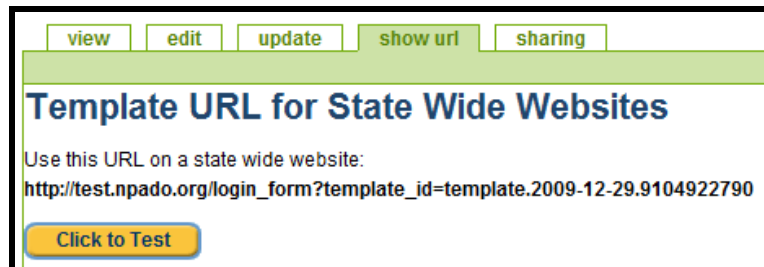 view edit update show url sharing
Template URL for State Wide Websites
Use this URL on a state wide website:
http://test.npado.org/login_form?template_id=template.2009-12-29.9104922790
Click to Test